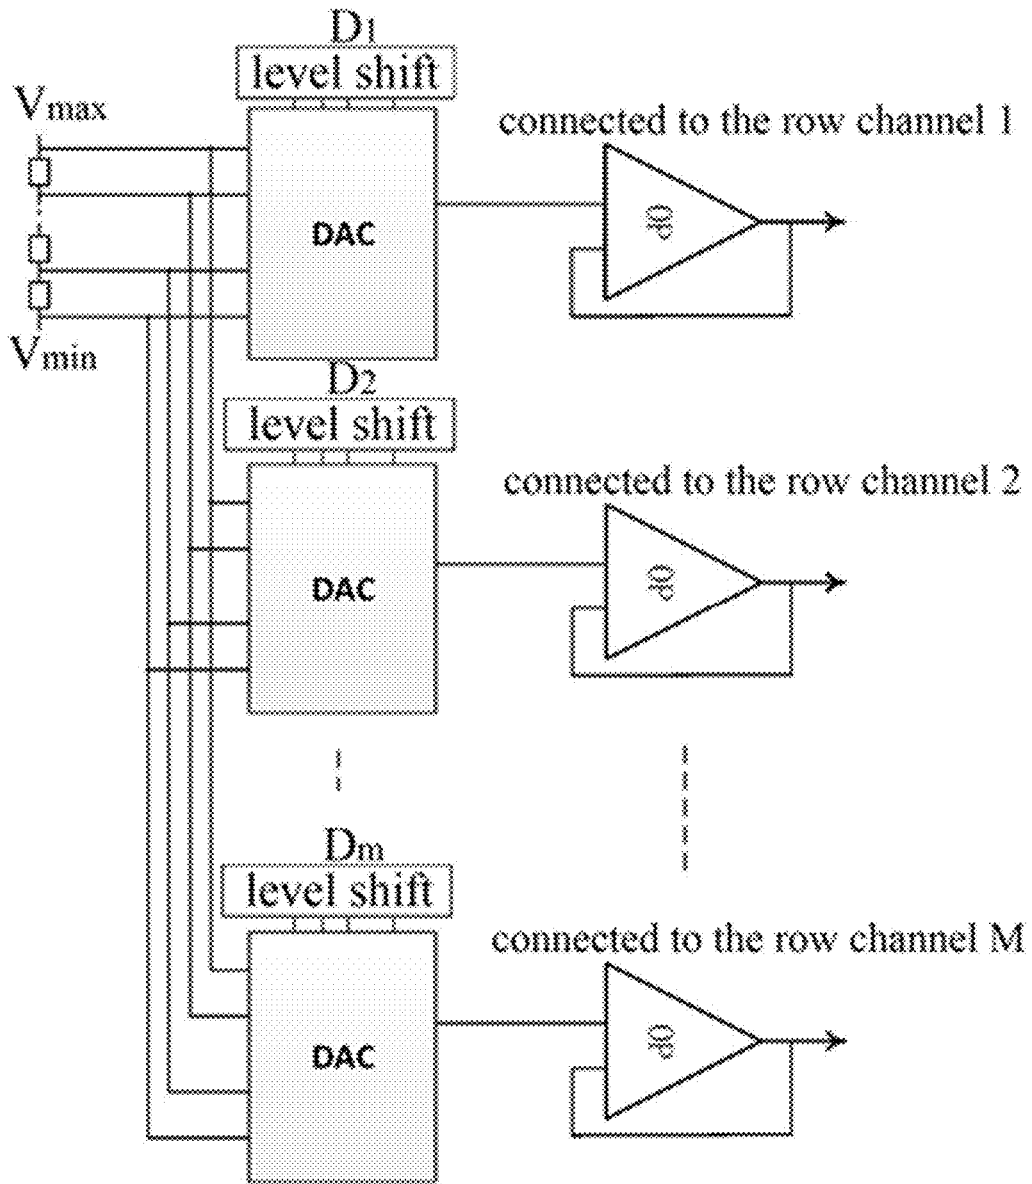 D1
level shift
Vmax
connected to the row channel 1
DAC
OP
Vmin
D2
level shift
connected to the row channel 2
DAC
OP
Dm
level shift
connected to the row channel M
DAC
OP